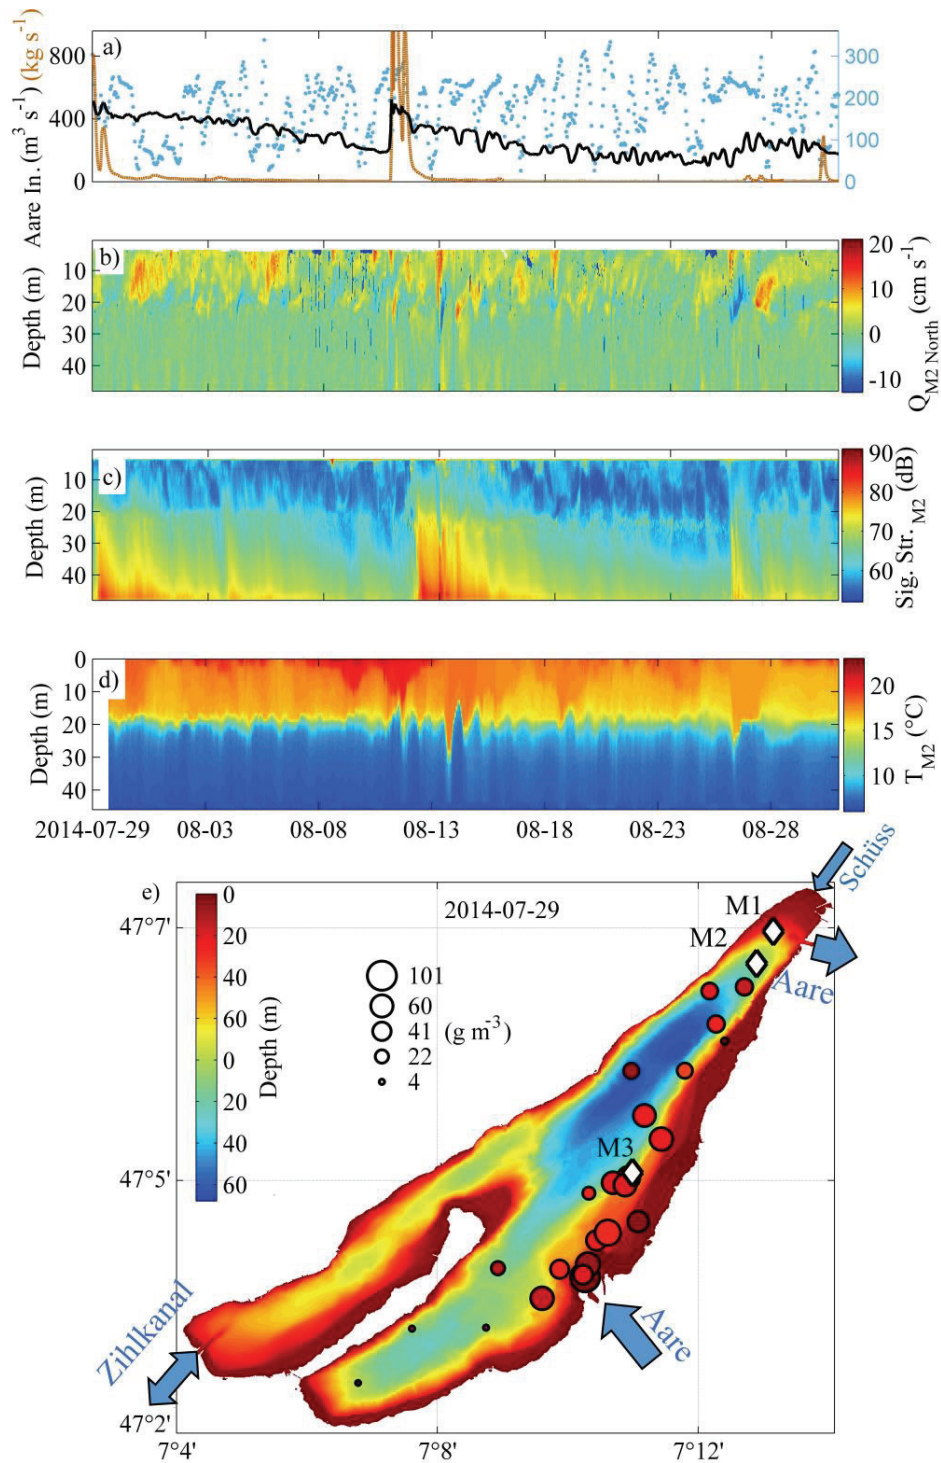 a)
800
400
0
Aare In. (m³ s⁻¹) (kg s⁻¹)
300
200
100
0
b)
10
20
30
40
Depth (m)
20
10
0
-10
Q M2 North (cm s⁻¹)
c)
10
20
30
40
Depth (m)
90
80
70
60
Sig. Str. M2 (dB)
d)
0
10
20
30
40
Depth (m)
20
15
10
T M2 (°C)
2014-07-29 08-03 08-08 08-13 08-18 08-23 08-28
e)
0
20
40
60
0
20
40
60
Depth (m)
2014-07-29
101
60
41 (g m⁻³)
22
4
Schüss
M1
M2
Aare
M3
Aare
Zihlkanal
47°7'
47°5'
47°2'
7°4' 7°8' 7°12'